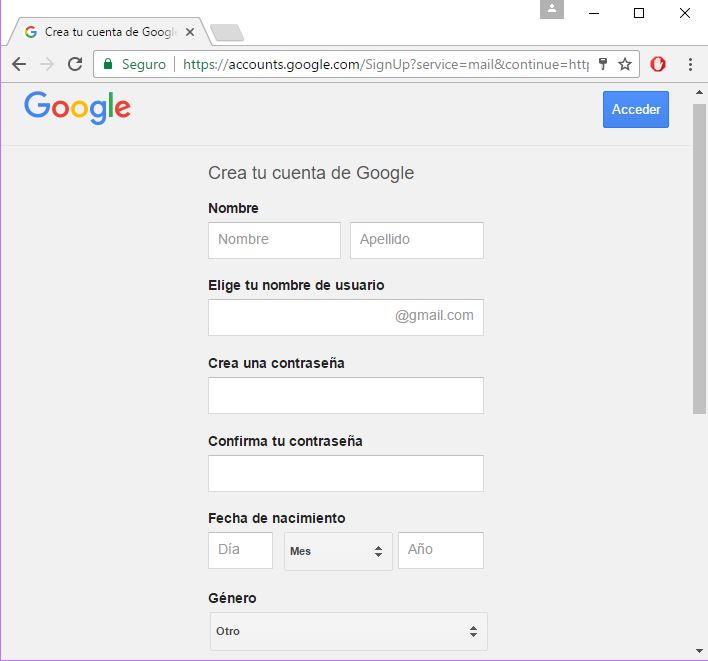 Crea tu cuenta de Google
Seguro
https://accounts.google.com/SignUp?service=mail&continue=http
Google
Acceder
Crea tu cuenta de Google
Nombre
Nombre Apellido
Elige tu nombre de usuario
@gmail.com
Crea una contraseña
Confirma tu contraseña
Fecha de nacimiento
Día Mes Año
Género
Otro